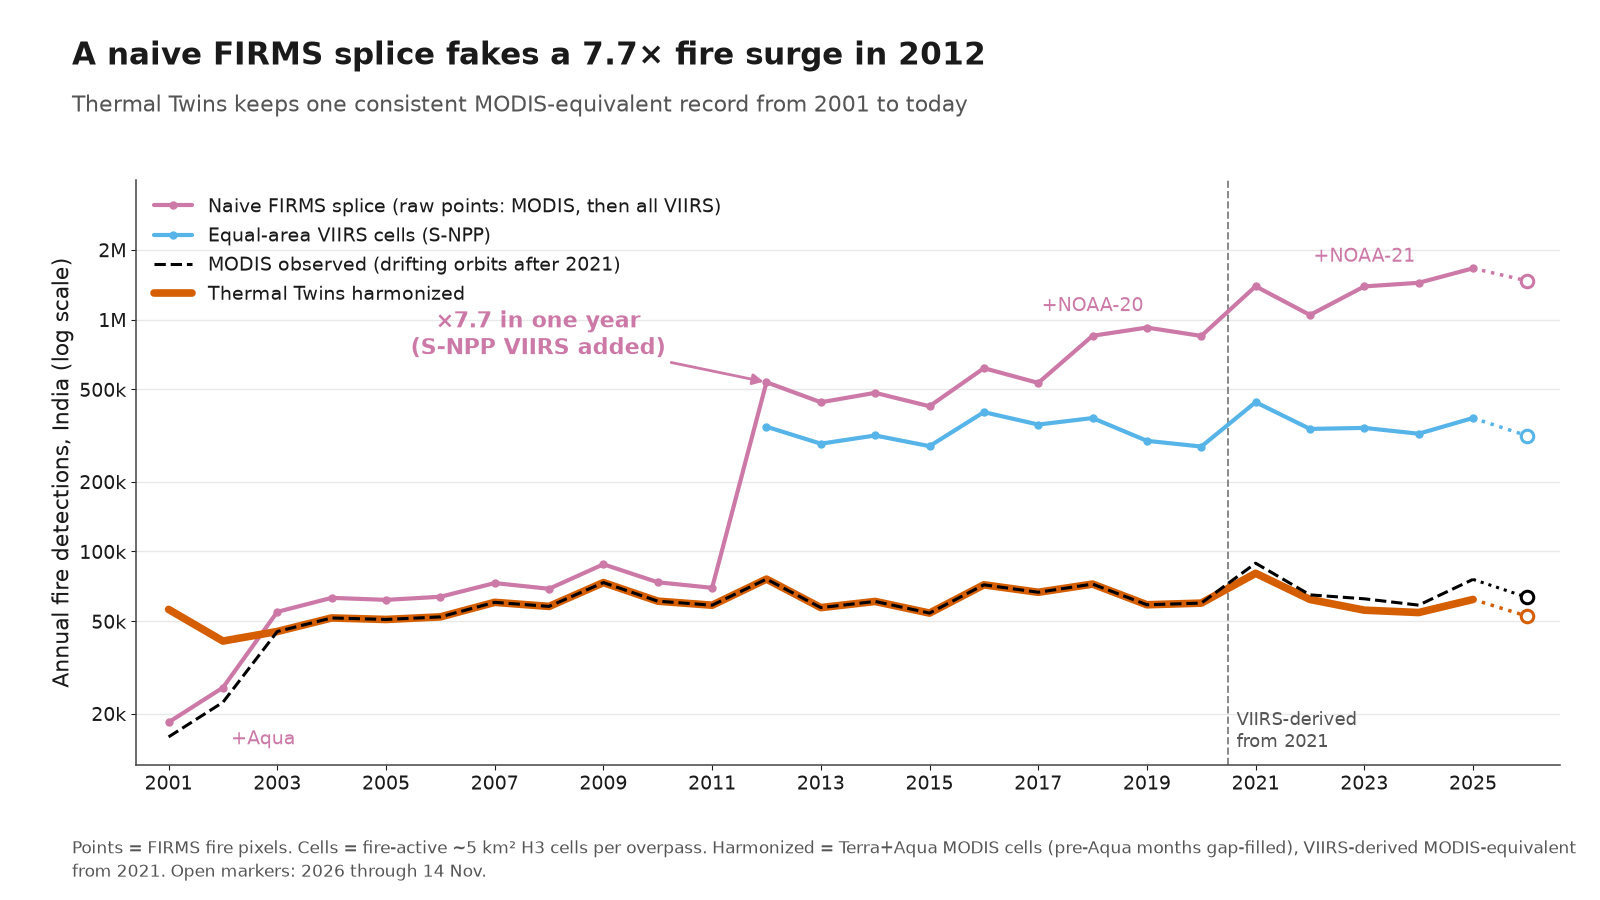 A naive FIRMS splice fakes a 7.7× fire surge in 2012
Thermal Twins keeps one consistent MODIS-equivalent record from 2001 to today
Naive FIRMS splice (raw points: MODIS, then all VIIRS)
Equal-area VIIRS cells (S-NPP)
MODIS observed (drifting orbits after 2021)
Thermal Twins harmonized
×7.7 in one year
(S-NPP VIIRS added)
+NOAA-20
+NOAA-21
+Aqua
VIIRS-derived
from 2021
Annual fire detections, India (log scale)
2M
1M
500k
200k
100k
50k
20k
2001 2003 2005 2007 2009 2011 2013 2015 2017 2019 2021 2023 2025
Points = FIRMS fire pixels. Cells = fire-active ~5 km² H3 cells per overpass. Harmonized = Terra+Aqua MODIS cells (pre-Aqua months gap-filled), VIIRS-derived MODIS-equivalent
from 2021. Open markers: 2026 through 14 Nov.